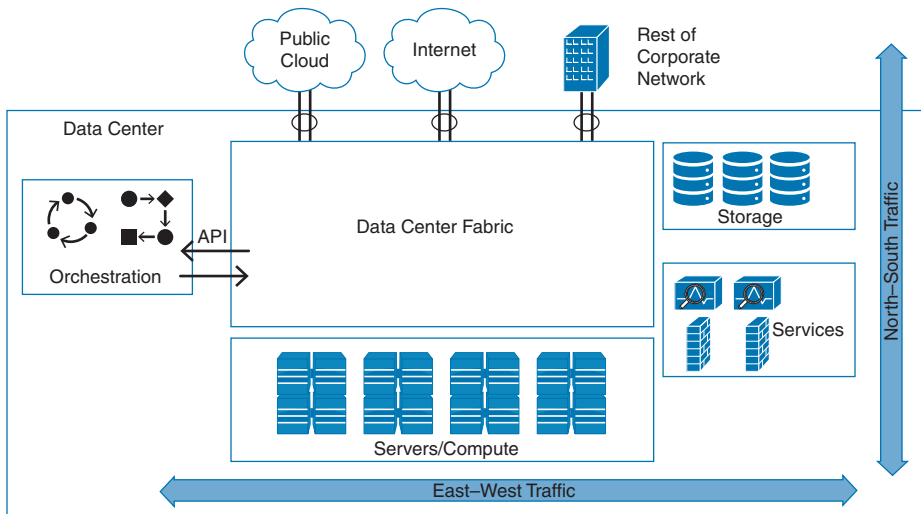 Public
Cloud
Internet
Rest of
Corporate
Network
Data Center
API
Orchestration
Data Center Fabric
Storage
Services
Servers/Compute
North–South Traffic
East–West Traffic